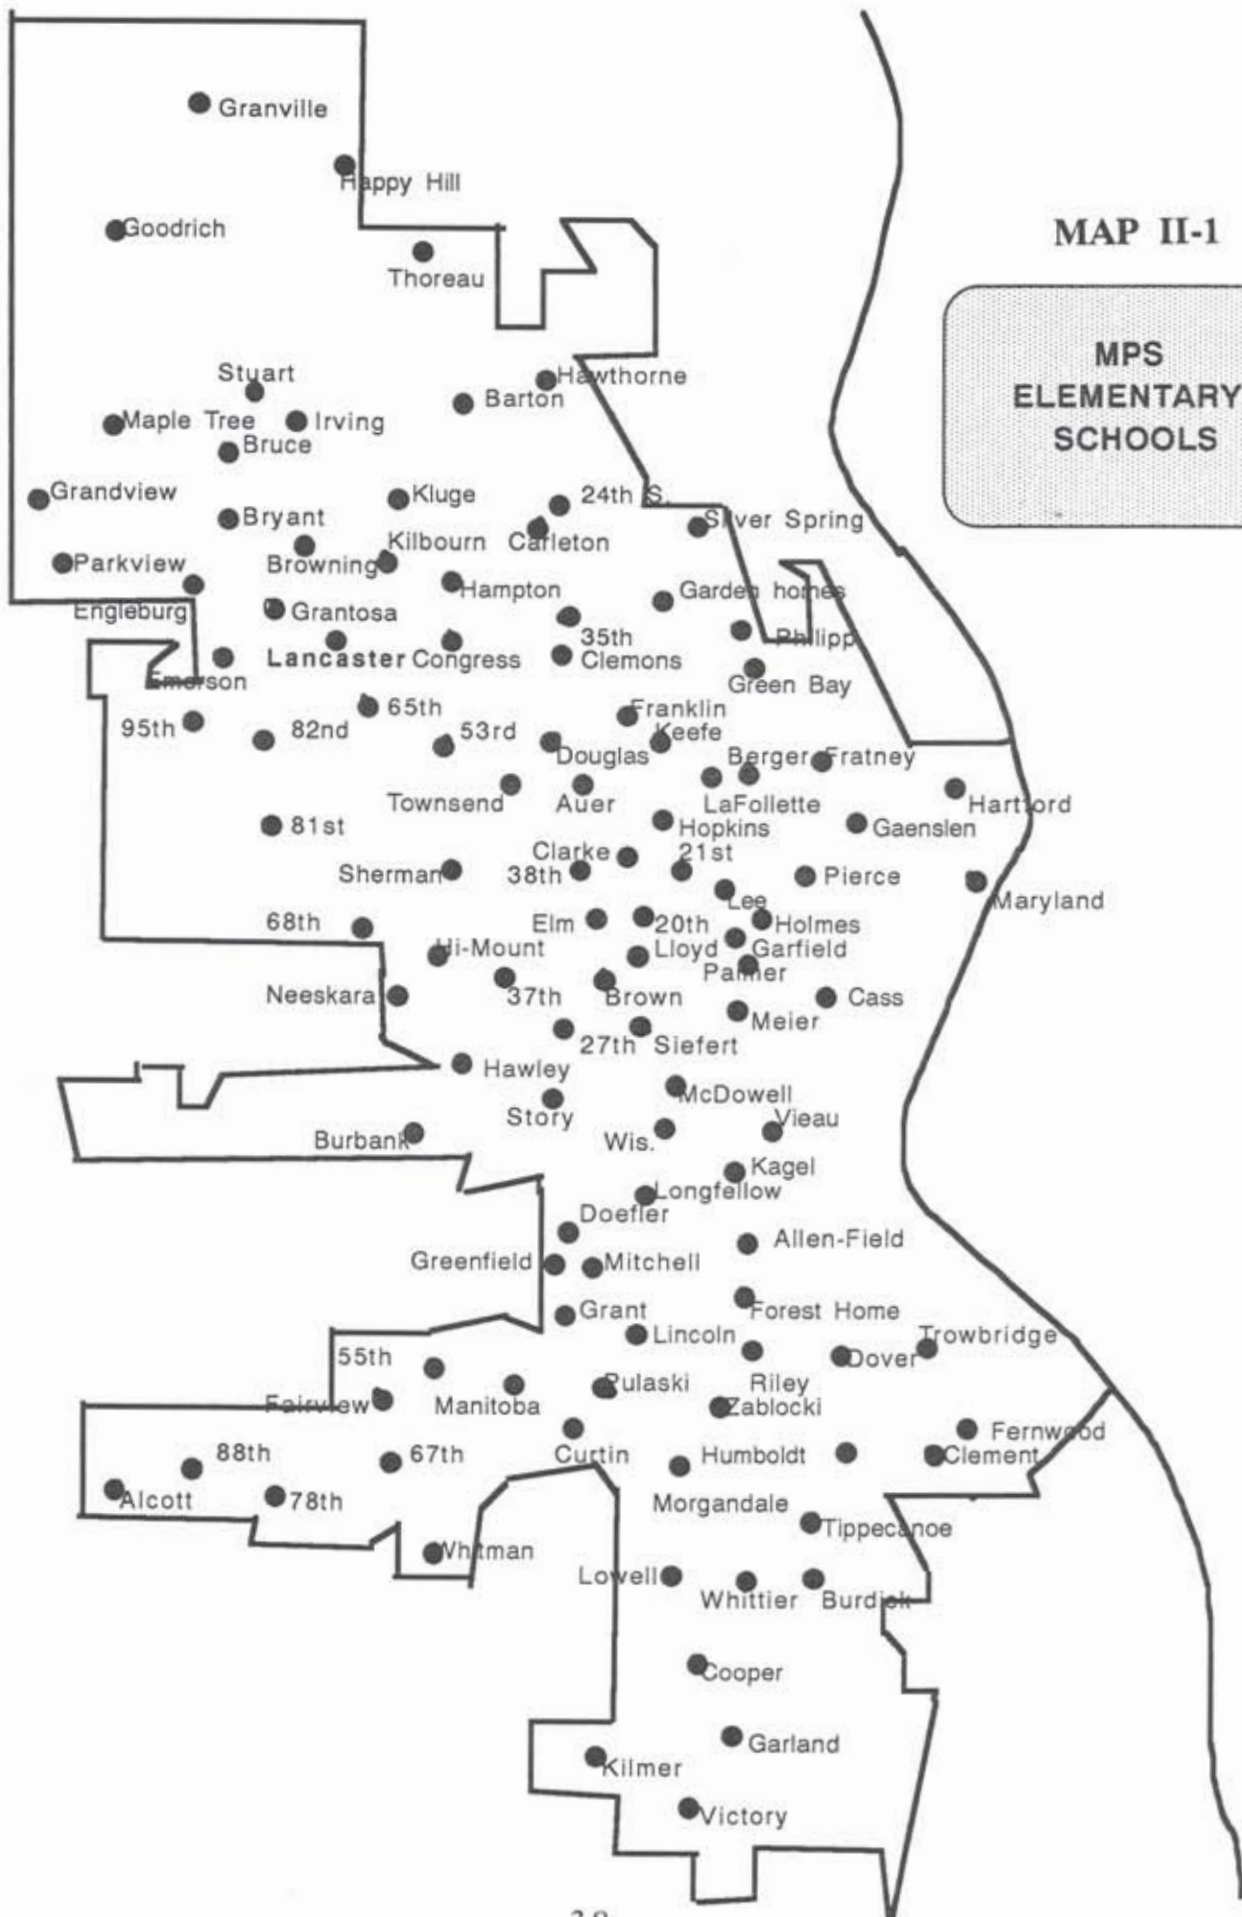 Granville
Happy Hill
Goodrich
MAP II-1
Thoreau
MPS
ELEMENTARY
SCHOOLS
Stuart
Hawthorne
Barton
Maple Tree
Irving
Bruce
Grandview
Kluge
24th S.
Bryant
Silver Spring
Kilbourn
Carleton
Parkview
Browning
Hampton
Garden homes
Engleburg
Grantosa
35th
Philipp
Lancaster
Congress
Clemons
Emerson
Green Bay
65th
Franklin
95th
82nd
53rd
Keefe
Douglas
Berger
Fratney
Townsend
Auer
LaFollette
Hartford
81st
Hopkins
Gaenslen
Clarke
21st
Sherman
38th
Pierce
Lee
Maryland
68th
Elm
20th
Holmes
Hi-Mount
Lloyd
Garfield
Palmer
Neeskara
37th
Brown
Cass
Meier
27th
Siefert
Hawley
McDowell
Story
Vieau
Burbank
Wis.
Kagel
Longfellow
Doefler
Allen-Field
Greenfield
Mitchell
Grant
Forest Home
Lincoln
Trowbridge
55th
Dover
Pulaski
Riley
Fairview
Manitoba
Zablocki
Fernwood
88th
67th
Curtin
Humboldt
Clement
Alcott
78th
Morgandale
Tippecanoe
Whitman
Lowell
Whittier
Burdick
Cooper
Garland
Kilmer
Victory